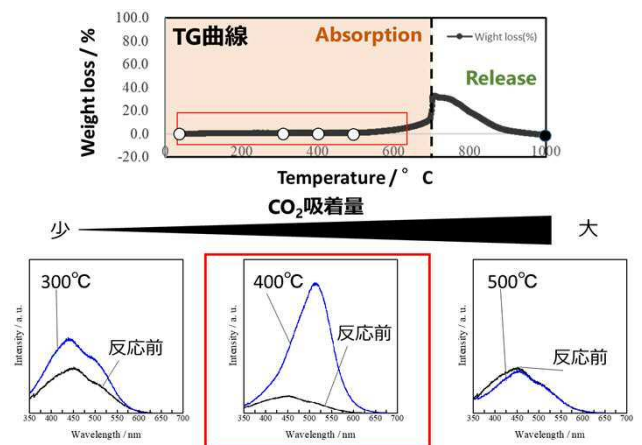 TG曲線
Absorption
Wight loss(%)
Release
Weight loss / %
100.0
80.0
60.0
40.0
20.0
0.0
20.0
0
200
400
600
800
1000
Temperature / ° C
CO₂吸着量
少
大
300℃
反応前
Intensity / a. u.
350 400 450 500 550 600 650 700
Wavelength / nm
400℃
反応前
Intensity / a. u.
350 400 450 500 550 600 650 700
Wavelength / nm
500℃
反応前
Intensity / a. u.
350 400 450 500 550 600 650 700
Wavelength / nm